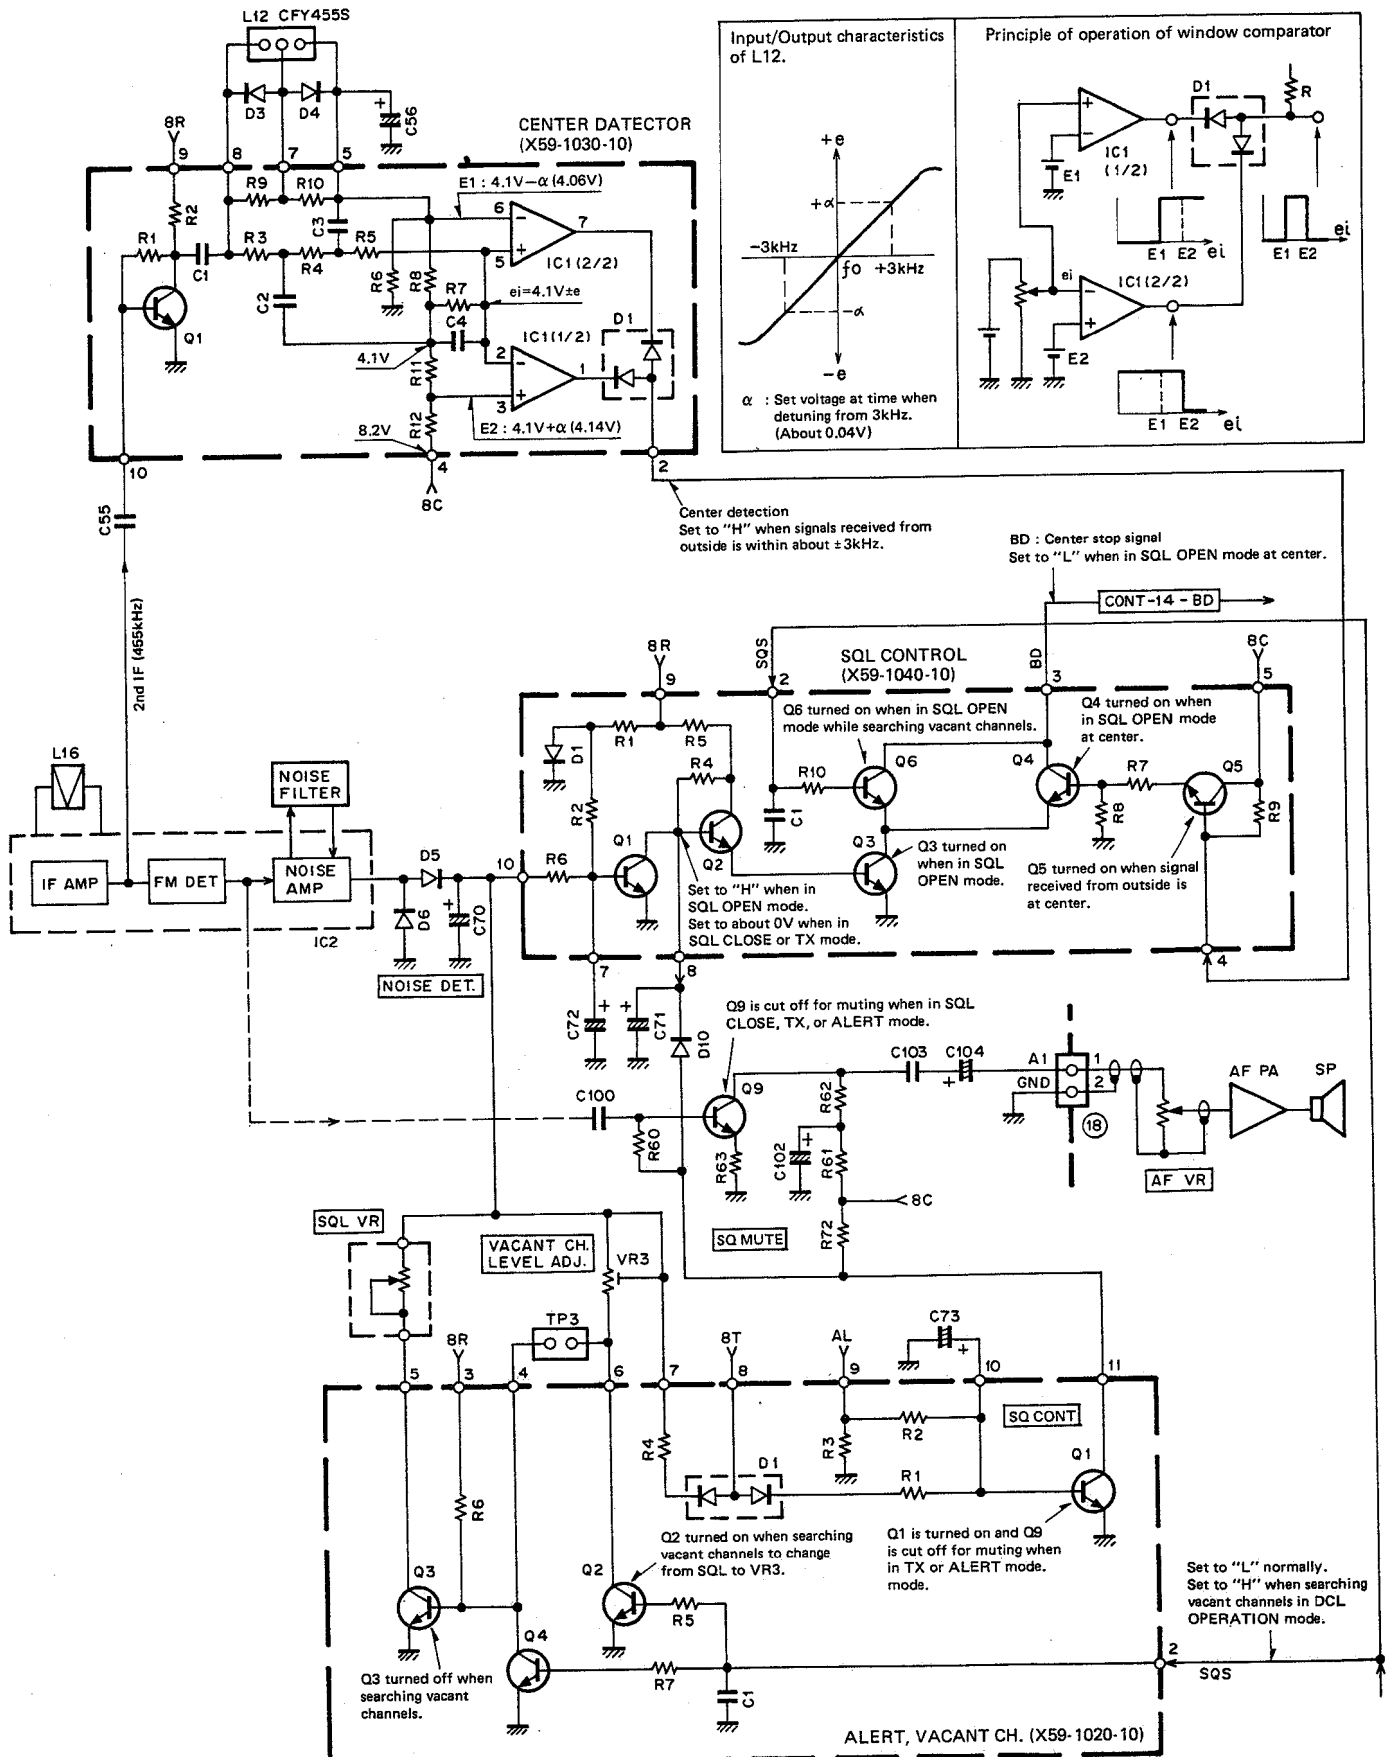 L12 CFY455S
D3
D4
C56
8R
9
8
7
5
CENTER DATECTOR
(X59-1030-10)
R9
R10
R2
C3
E1 : 4.1V−α (4.06V)
6
7
R1
R3
R4
R5
5
C1
R6
R8
IC1 (2/2)
C2
R7
ei=4.1V±e
Q1
C4
IC1 (1/2)
D1
4.1V
2
1
R11
3
R12
E2 : 4.1V+α (4.14V)
8.2V
10
4
2
8C
C55
2nd IF (455kHz)
Input/Output characteristics
of L12.
+e
+α
−3kHz
fo
+3kHz
−α
−e
α : Set voltage at time when
detuning from 3kHz.
(About 0.04V)
Principle of operation of window comparator
D1
R
IC1
(1/2)
E1
E1 E2 ei
E1 E2
ei
ei
IC1 (2/2)
E2
E1 E2 ei
Center detection
Set to "H" when signals received from
outside is within about ±3kHz.
BD : Center stop signal
Set to "L" when in SQL OPEN mode at center.
CONT-14-BD
8R
SQS
SQL CONTROL
(X59-1040-10)
BD
8C
9
2
3
5
Q6 turned on when in SQL OPEN
mode while searching vacant channels.
Q4 turned on when
in SQL OPEN mode
at center.
D1
R1
R5
R4
R2
R10
Q6
Q4
R7
Q5
C1
R8
R9
Q1
Q2
Q3
Q3 turned on
when in SQL
OPEN mode.
Q5 turned on when signal
received from outside is
at center.
10
R6
Set to "H" when in
SQL OPEN mode.
Set to about 0V when in
SQL CLOSE or TX mode.
7
8
4
L16
NOISE
FILTER
IF AMP
FM DET
NOISE
AMP
IC2
D5
D6
C70
NOISE DET.
C72
C71
D10
Q9 is cut off for muting when in SQL
CLOSE, TX, or ALERT mode.
C103
C104
A1
1
GND
2
18
AF PA
SP
AF VR
C100
Q9
R62
R60
R63
C102
R61
8C
R72
SQ MUTE
SQL VR
VACANT CH.
LEVEL ADJ.
VR3
TP3
8R
8T
AL
C73
5
3
4
6
7
8
9
10
11
SQ CONT
R4
R3
R2
D1
R1
Q1
R6
Q2 turned on when searching
vacant channels to change
from SQL to VR3.
Q1 is turned on and Q9
is cut off for muting when
in TX or ALERT mode.
mode.
Q3
Q2
R5
Q4
R7
C1
Q3 turned off when
searching vacant
channels.
Set to "L" normally.
Set to "H" when searching
vacant channels in DCL
OPERATION mode.
2
SQS
ALERT, VACANT CH. (X59-1020-10)